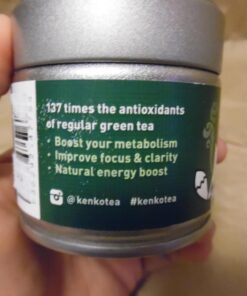 137 times the antioxidants
of regular green tea
• Boost your metabolism
• Improve focus & clarity
• Natural energy boost
@kenkotea #kenkotea